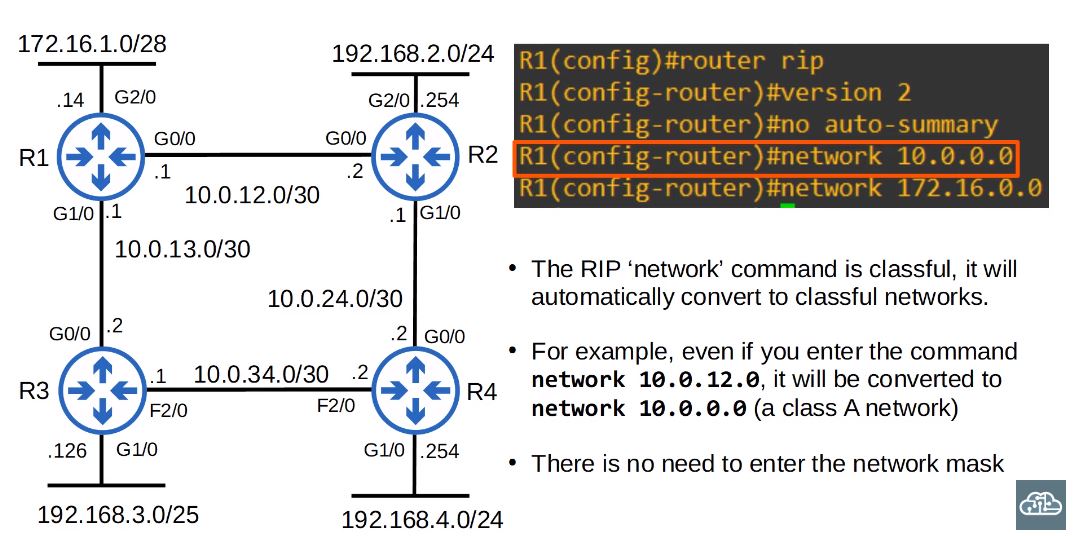 172.16.1.0/28
192.168.2.0/24
.14
G2/0
G2/0
.254
R1
G0/0
G0/0
R2
.1
.2
10.0.12.0/30
G1/0
.1
.1
G1/0
10.0.13.0/30
10.0.24.0/30
G0/0
.2
.2
G0/0
R3
.1
10.0.34.0/30
.2
R4
F2/0
F2/0
.126
G1/0
G1/0
.254
192.168.3.0/25
192.168.4.0/24
R1(config)#router rip
R1(config-router)#version 2
R1(config-router)#no auto-summary
R1(config-router)#network 10.0.0.0
R1(config-router)#network 172.16.0.0
• The RIP ‘network’ command is classful, it will
automatically convert to classful networks.
• For example, even if you enter the command
network 10.0.12.0, it will be converted to
network 10.0.0.0 (a class A network)
• There is no need to enter the network mask